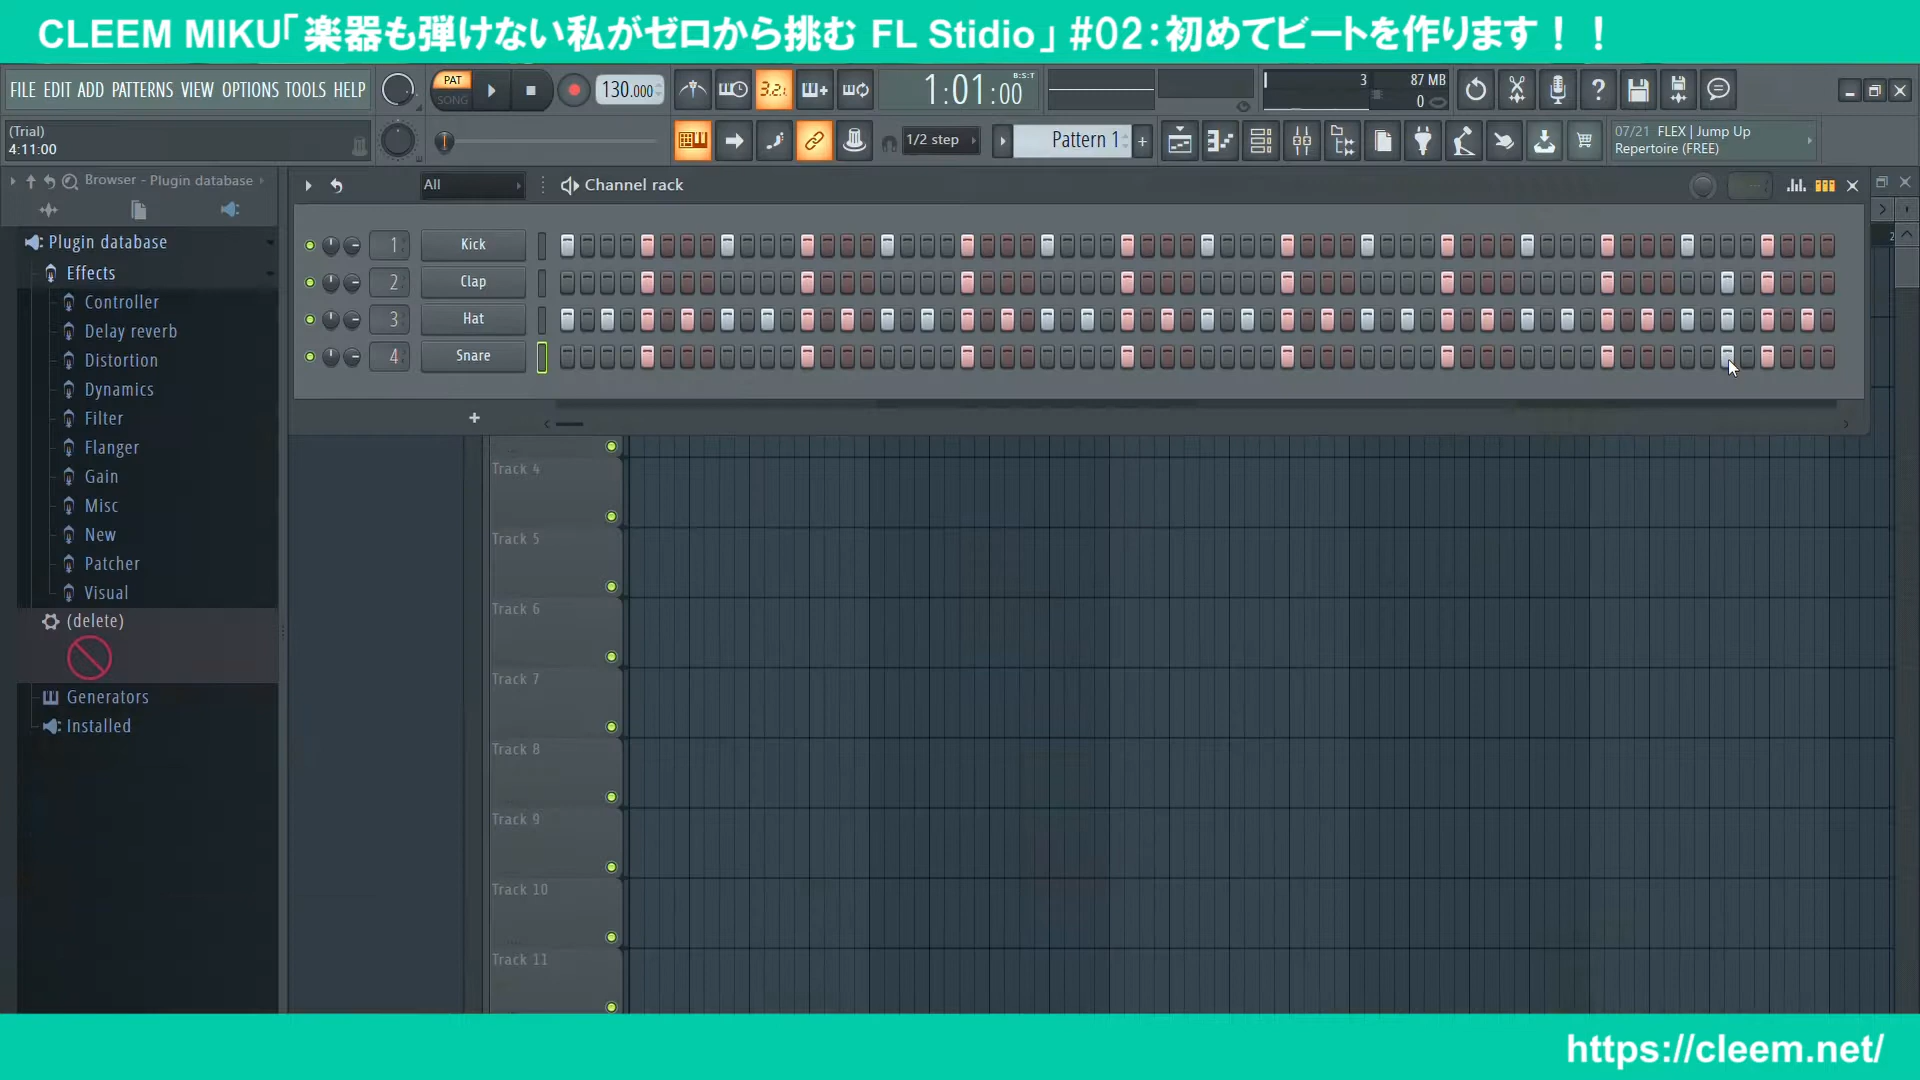 CLEEM MIKU「楽器も弾けない私がゼロから挑む FL Stidio」#02：初めてビートを作ります！！
FILE EDIT ADD PATTERNS VIEW OPTIONS TOOLS HELP
PAT
SONG
130.000
3.2.
1:01:00
B:S:T
3
87 MB
0
(Trial)
4:11:00
1/2 step
Pattern 1
07/21 FLEX | Jump Up
Repertoire (FREE)
Browser - Plugin database
All
Channel rack
Plugin database
Effects
Controller
Delay reverb
Distortion
Dynamics
Filter
Flanger
Gain
Misc
New
Patcher
Visual
(delete)
Generators
Installed
1 Kick
2 Clap
3 Hat
4 Snare
Track 4
Track 5
Track 6
Track 7
Track 8
Track 9
Track 10
Track 11
https://cleem.net/